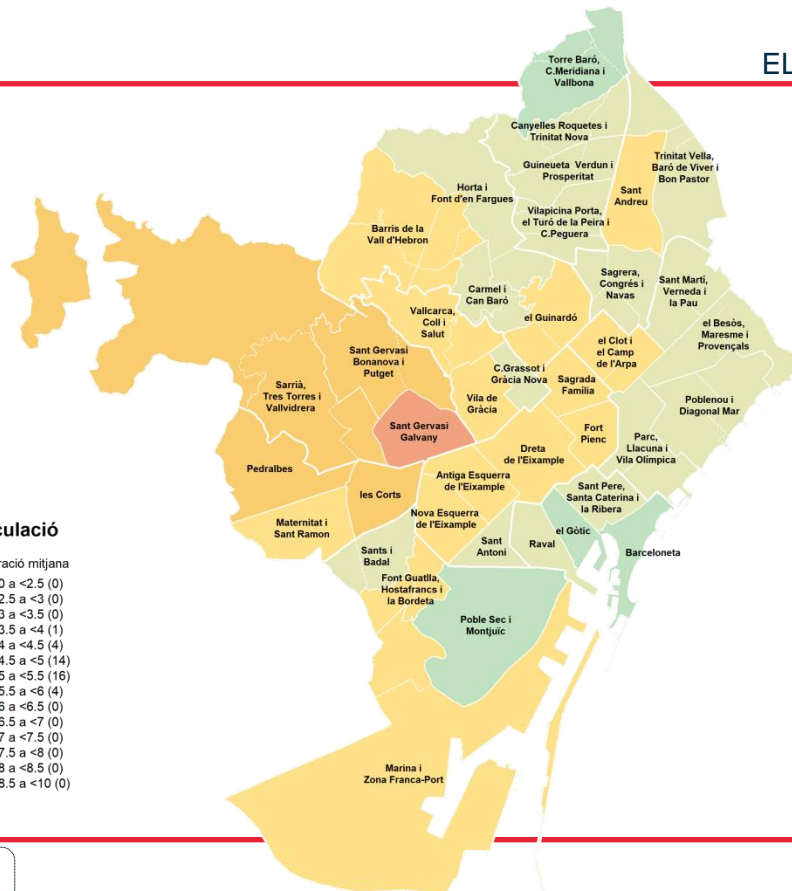 EL
Torre Baró,
C.Meridiana i
Vallbona
Canyelles Roquetes i
Trinitat Nova
Trinitat Vella,
Baró de Viver i
Bon Pastor
Guineueta Verdun i
Prosperitat
Sant
Andreu
Horta i
Font d'en Fargues
Vilapicina Porta,
el Turó de la Peira i
C.Peguera
Barris de la
Vall d'Hebron
Sagrera,
Congrés i
Navas
Sant Martí,
Verneda i
la Pau
Carmel i
Can Baró
Vallcarca,
Coll i
Salut
el Guinardó
el Besòs,
Maresme i
Provençals
el Clot i
el Camp
de l'Arpa
Sant Gervasi
Bonanova i
Putget
C.Grassot i
Gràcia Nova
Sagrada
Família
Sarrià,
Tres Torres i
Vallvidrera
Vila de
Gràcia
Poblenou i
Diagonal Mar
Sant Gervasi
Galvany
Fort
Pienc
Parc,
Llacuna i
Vila Olímpica
Dreta
de l'Eixample
Pedralbes
Antiga Esquerra
de l'Eixample
les Corts
Sant Pere,
Santa Caterina i
la Ribera
Nova Esquerra
de l'Eixample
Maternitat i
Sant Ramon
el Gòtic
Sant
Antoni
Raval
Barceloneta
Sants i
Badal
Font Guatlla,
Hostafrancs i
la Bordeta
Poble Sec i
Montjuïc
Marina i
Zona Franca-Port
culació
ració mitjana
0 a <2.5 (0)
2.5 a <3 (0)
3 a <3.5 (0)
3.5 a <4 (1)
4 a <4.5 (4)
4.5 a <5 (14)
5 a <5.5 (16)
5.5 a <6 (4)
6 a <6.5 (0)
6.5 a <7 (0)
7 a <7.5 (0)
7.5 a <8 (0)
8 a <8.5 (0)
8.5 a <10 (0)